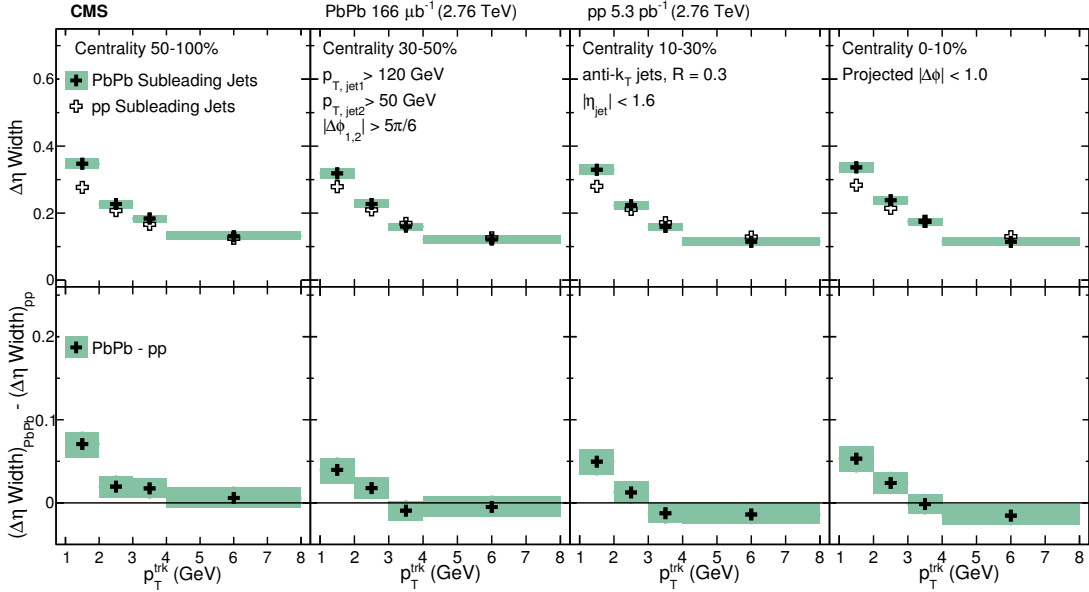 CMS PbPb 166 μb⁻¹ (2.76 TeV) pp 5.3 pb⁻¹ (2.76 TeV)
Centrality 50-100%
PbPb Subleading Jets
pp Subleading Jets
Centrality 30-50%
p_T, jet1 > 120 GeV
p_T, jet2 > 50 GeV
|Δϕ_1,2| > 5π/6
Centrality 10-30%
anti-k_T jets, R = 0.3
|η_jet| < 1.6
Centrality 0-10%
Projected |Δϕ| < 1.0
Δη Width
0.6
0.4
0.2
0
(Δη Width)_PbPb - (Δη Width)_pp
0.2
0.1
0
PbPb - pp
1 2 3 4 5 6 7 8 1 2 3 4 5 6 7 8 1 2 3 4 5 6 7 8 1 2 3 4 5 6 7 8
p_T^trk (GeV) p_T^trk (GeV) p_T^trk (GeV) p_T^trk (GeV)